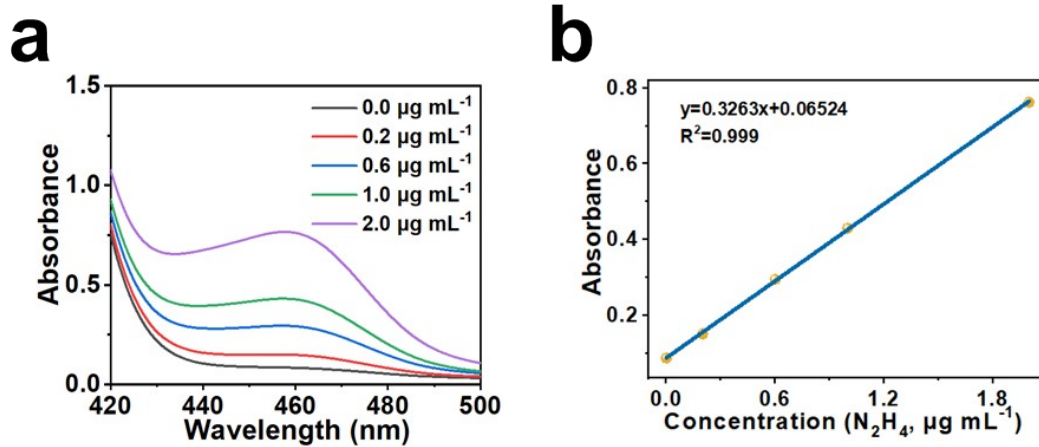 a
1.5
1.0
0.5
0.0
Absorbance
0.0 μg mL⁻¹
0.2 μg mL⁻¹
0.6 μg mL⁻¹
1.0 μg mL⁻¹
2.0 μg mL⁻¹
420 440 460 480 500
Wavelength (nm)
b
0.8
0.6
0.4
0.2
Absorbance
y=0.3263x+0.06524
R²=0.999
0.0 0.6 1.2 1.8
Concentration (N₂H₄, μg mL⁻¹)